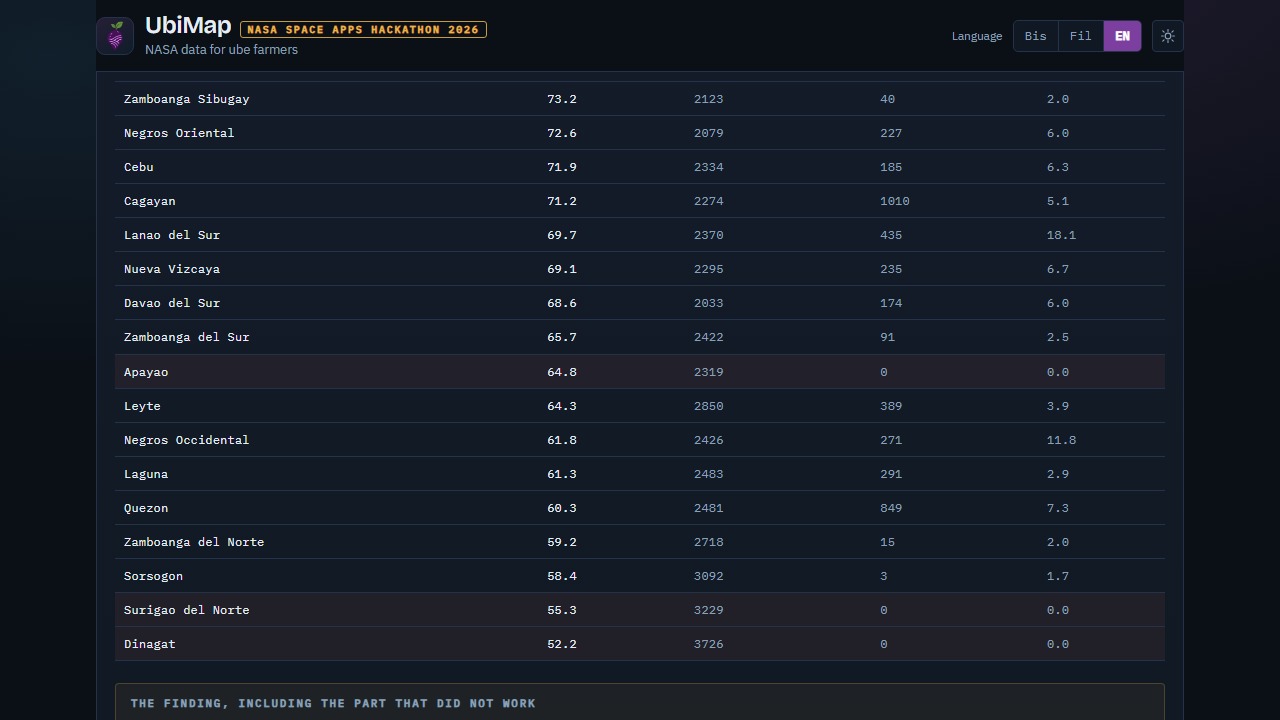 UbiMap NASA SPACE APPS HACKATHON 2026
NASA data for ube farmers
Language Bis Fil EN
Zamboanga Sibugay 73.2 2123 40 2.0
Negros Oriental 72.6 2079 227 6.0
Cebu 71.9 2334 185 6.3
Cagayan 71.2 2274 1010 5.1
Lanao del Sur 69.7 2370 435 18.1
Nueva Vizcaya 69.1 2295 235 6.7
Davao del Sur 68.6 2033 174 6.0
Zamboanga del Sur 65.7 2422 91 2.5
Apayao 64.8 2319 0 0.0
Leyte 64.3 2850 389 3.9
Negros Occidental 61.8 2426 271 11.8
Laguna 61.3 2483 291 2.9
Quezon 60.3 2481 849 7.3
Zamboanga del Norte 59.2 2718 15 2.0
Sorsogon 58.4 3092 3 1.7
Surigao del Norte 55.3 3229 0 0.0
Dinagat 52.2 3726 0 0.0
THE FINDING, INCLUDING THE PART THAT DID NOT WORK